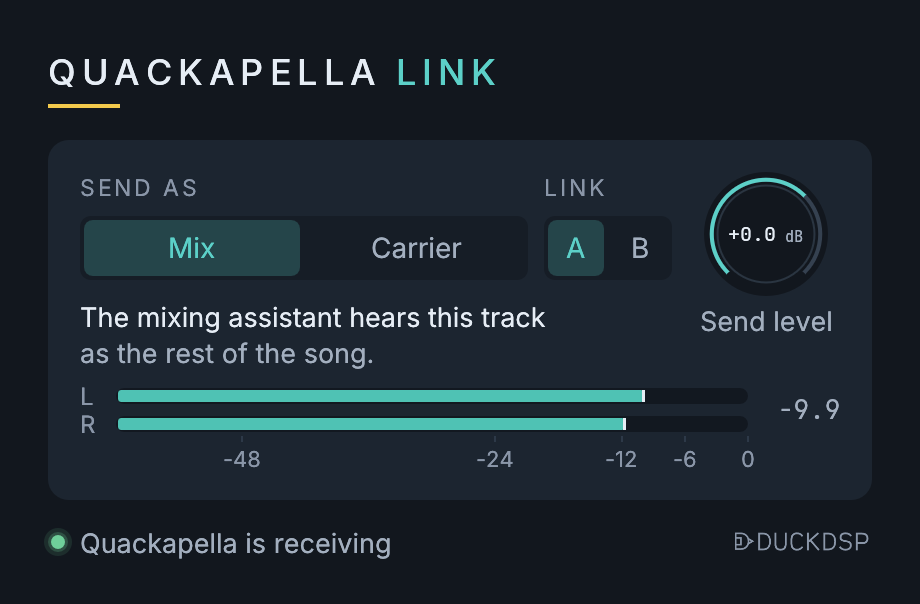 QUACKAPELLA LINK
SEND AS
LINK
Mix
Carrier
A
B
+0.0 dB
Send level
The mixing assistant hears this track
as the rest of the song.
L
R
-9.9
-48
-24
-12
-6
0
Quackapella is receiving
DUCKDSP